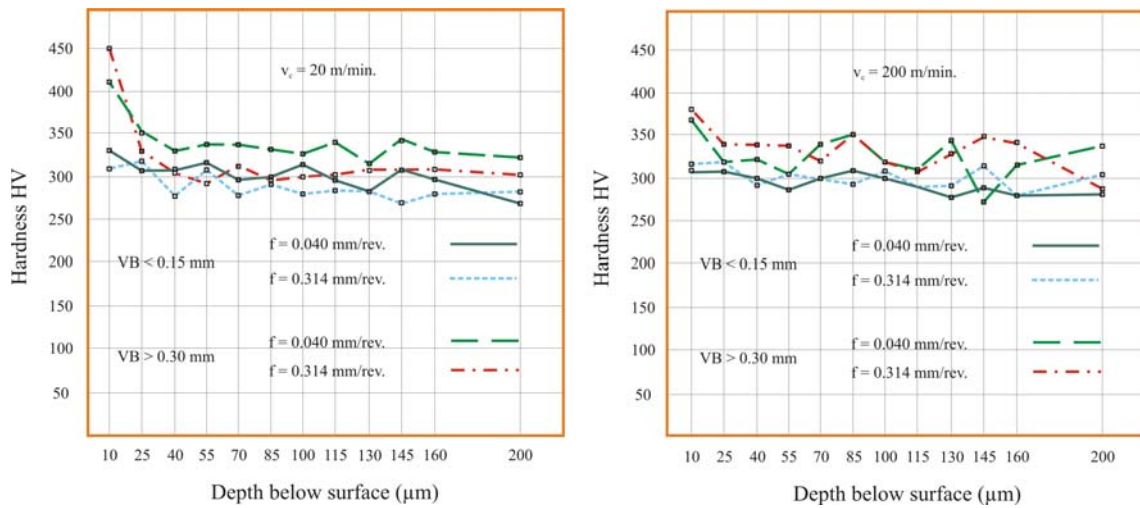 450
400
350
300
250
200
150
100
50
Hardness HV
v_c = 20 m/min.
f = 0.040 mm/rev.
VB < 0.15 mm
f = 0.314 mm/rev.
f = 0.040 mm/rev.
VB > 0.30 mm
f = 0.314 mm/rev.
10 25 40 55 70 85 100 115 130 145 160 200
Depth below surface (µm)
450
400
350
300
250
200
150
100
50
Hardness HV
v_c = 200 m/min.
f = 0.040 mm/rev.
VB < 0.15 mm
f = 0.314 mm/rev.
f = 0.040 mm/rev.
VB > 0.30 mm
f = 0.314 mm/rev.
10 25 40 55 70 85 100 115 130 145 160 200
Depth below surface (µm)